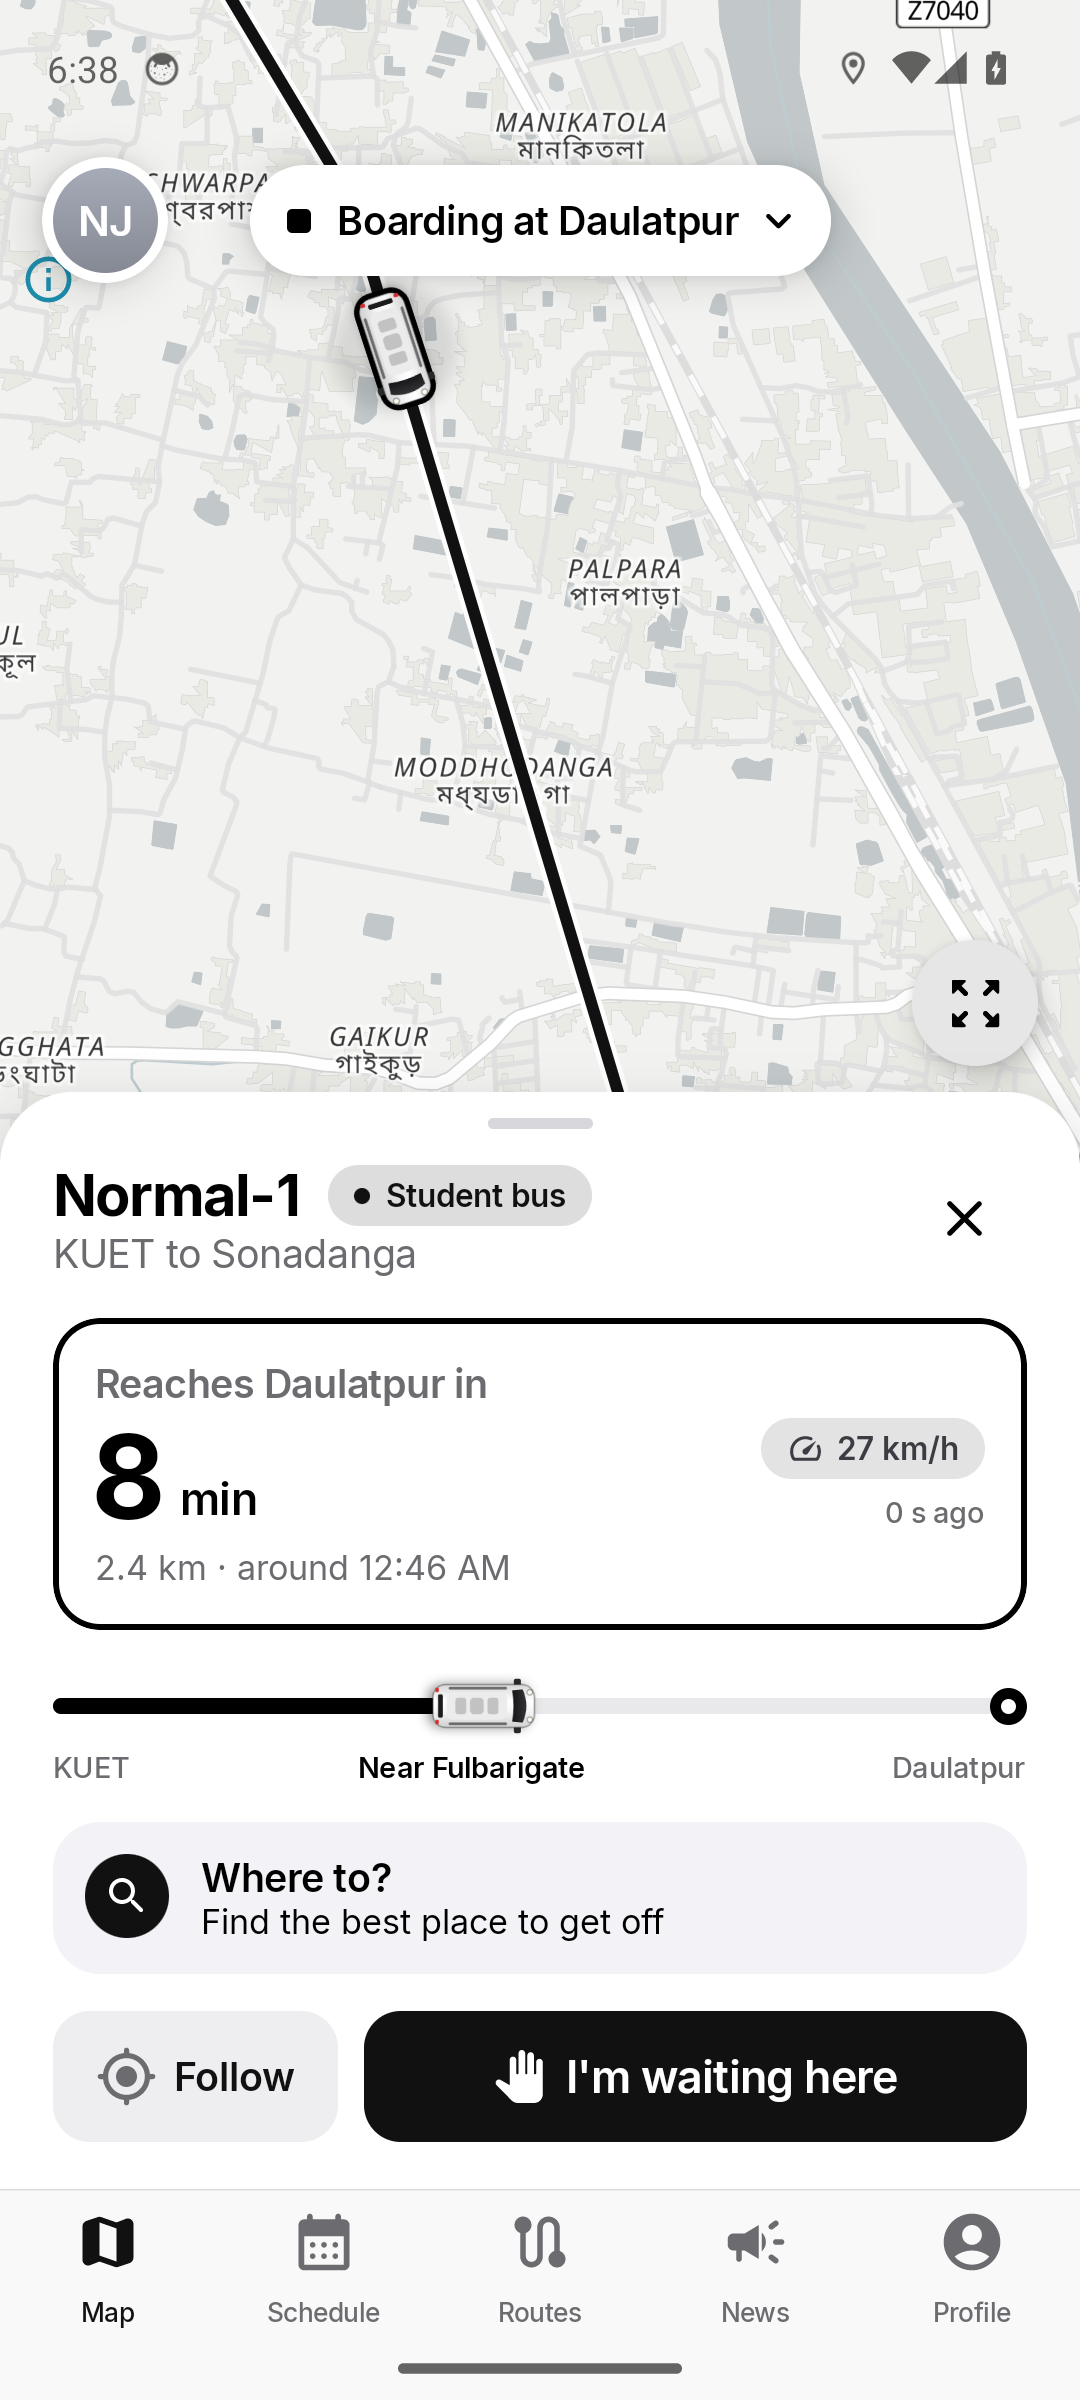 Z7040
6:38
MANIKATOLA
মানিকতলা
NJ
Boarding at Daulatpur
PALPARA
পালপাড়া
GAIKUR
গাইকুড়
Normal-1
Student bus
KUET to Sonadanga
Reaches Daulatpur in
8 min
27 km/h
0 s ago
2.4 km · around 12:46 AM
KUET
Near Fulbarigate
Daulatpur
Where to?
Find the best place to get off
Follow
I'm waiting here
Map
Schedule
Routes
News
Profile